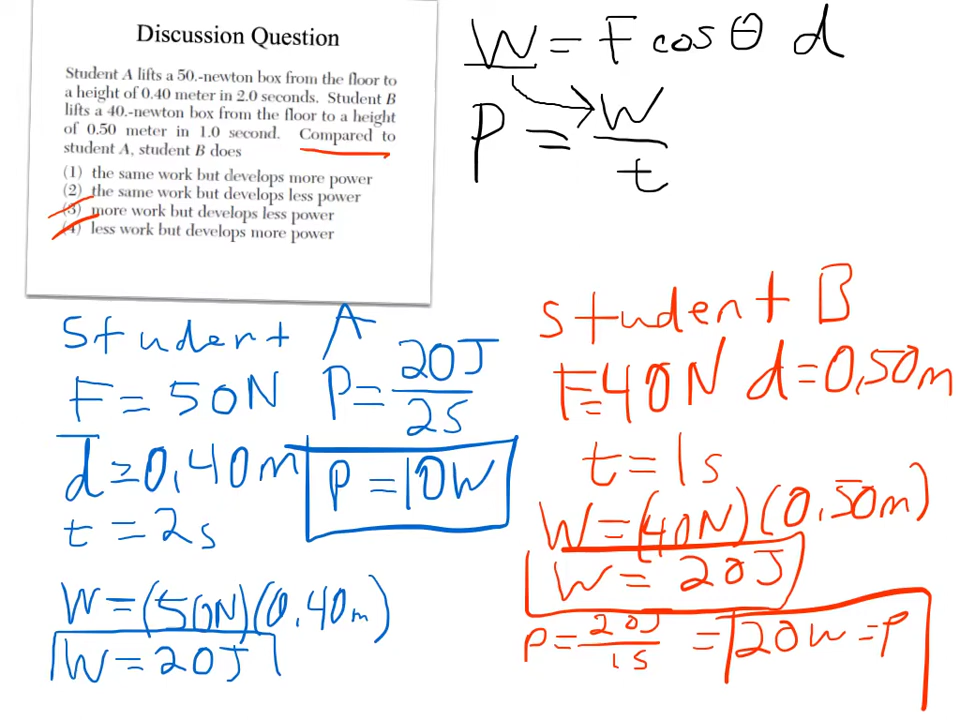 Discussion Question
Student A lifts a 50.-newton box from the floor to
a height of 0.40 meter in 2.0 seconds. Student B
lifts a 40.-newton box from the floor to a height
of 0.50 meter in 1.0 second. Compared to
student A, student B does
(1) the same work but develops more power
(2) the same work but develops less power
(3) more work but develops less power
(4) less work but develops more power
W = F cos θ d
P = W/t
Student A
F = 50N
d = 0.40m
t = 2s
W = (50N)(0.40m)
W = 20J
P = 20J/2s
P = 10W
Student B
F = 40N d = 0.50m
t = 1s
W = (40N)(0.50m)
W = 20J
P = 20J/1s = 20W = P